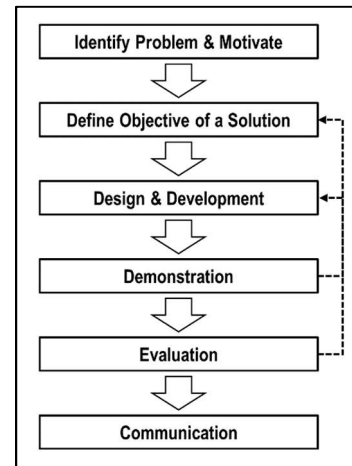 Identify Problem & Motivate
Define Objective of a Solution
Design & Development
Demonstration
Evaluation
Communication